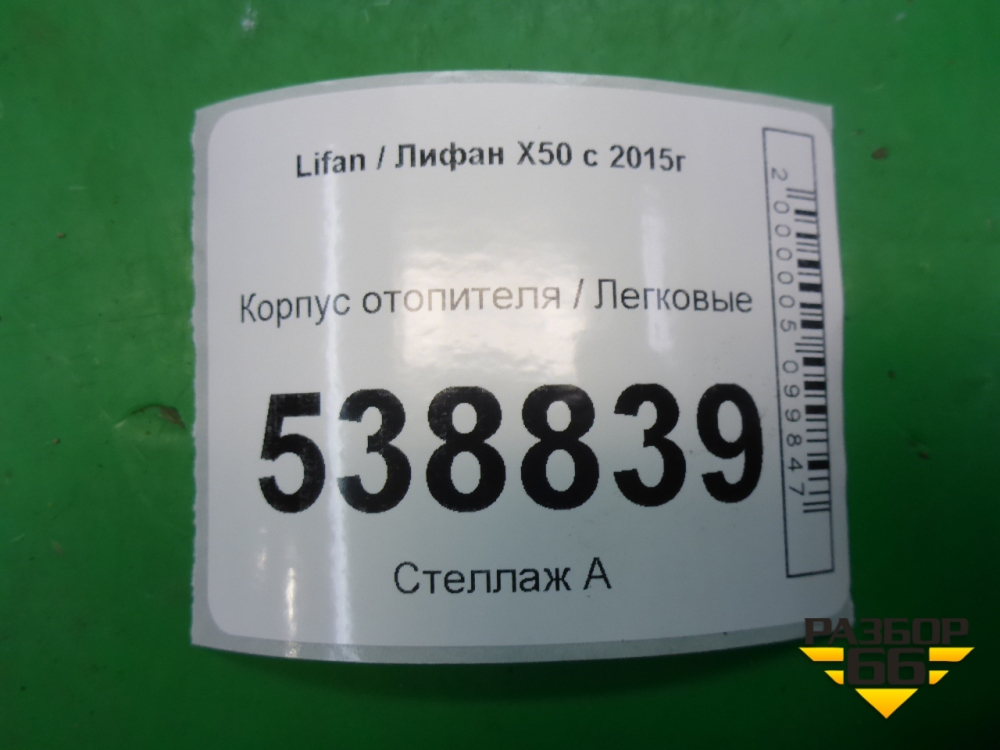 Lifan / Лифан X50 с 2015г
Корпус отопителя / Легковые
538839
Стеллаж А
2000005099847
РАЗБОР
66